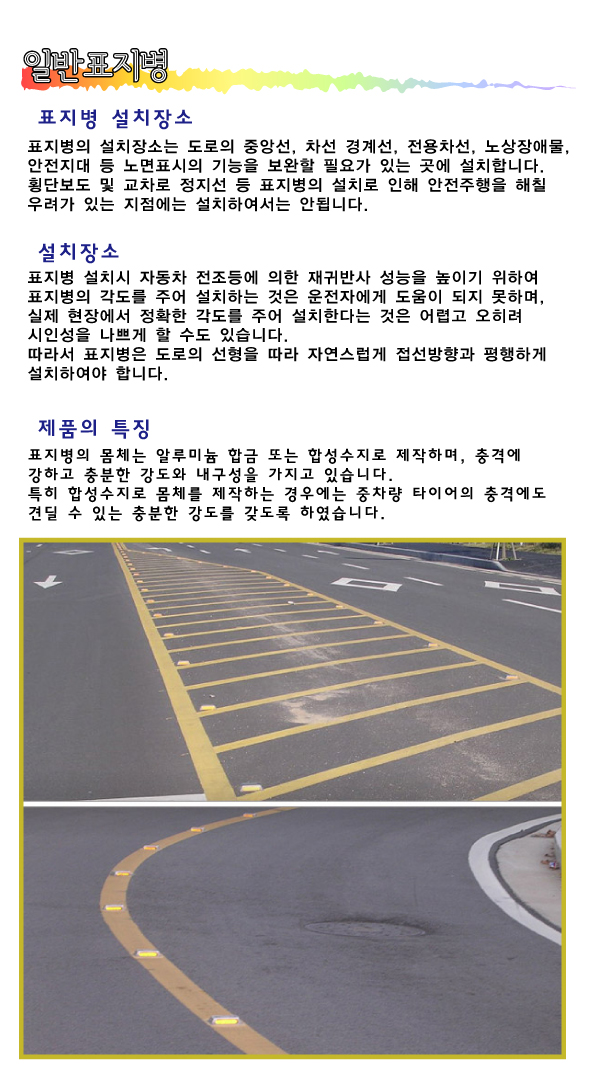 일반표지병
표지병 설치장소
표지병의 설치장소는 도로의 중앙선, 차선 경계선, 전용차선, 노상장애물,
안전지대 등 노면표시의 기능을 보완할 필요가 있는 곳에 설치합니다.
횡단보도 및 교차로 정지선 등 표지병의 설치로 인해 안전주행을 해칠
우려가 있는 지점에는 설치하여서는 안됩니다.
설치장소
표지병 설치시 자동차 전조등에 의한 재귀반사 성능을 높이기 위하여
표지병의 각도를 주어 설치하는 것은 운전자에게 도움이 되지 못하며,
실제 현장에서 정확한 각도를 주어 설치한다는 것은 어렵고 오히려
시인성을 나쁘게 할 수도 있습니다.
따라서 표지병은 도로의 선형을 따라 자연스럽게 접선방향과 평행하게
설치하여야 합니다.
제품의 특징
표지병의 몸체는 알루미늄 합금 또는 합성수지로 제작하며, 충격에
강하고 충분한 강도와 내구성을 가지고 있습니다.
특히 합성수지로 몸체를 제작하는 경우에는 중차량 타이어의 충격에도
견딜 수 있는 충분한 강도를 갖도록 하였습니다.